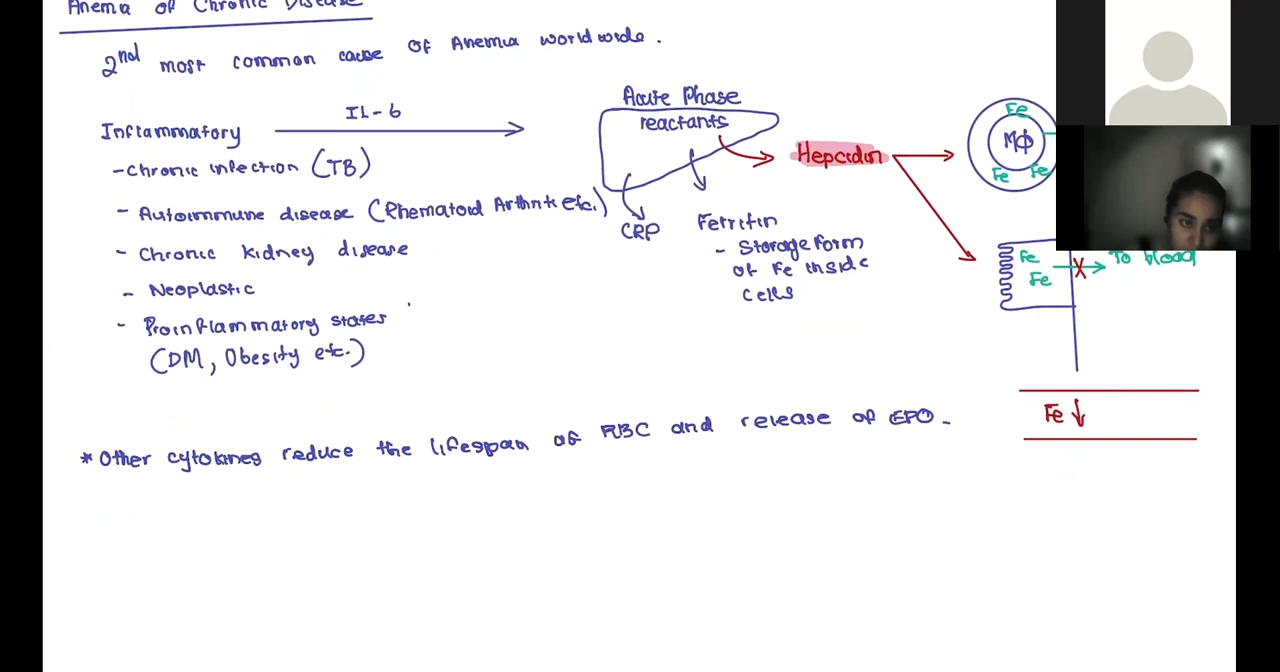 Anema of Chronic Disease
2nd most common cause of Anemia worldwide.
Inflammatory
IL-6
Acute Phase
reactants
Hepcidin
Fe
MΦ
Fe Fe
-Chronic infection (TB)
- Autoimmune disease (Rhematoid Arthritis etc.)
- Chronic kidney disease
- Neoplastic
- Proinflammatory states
(DM, Obesity etc.)
CRP
Ferritin
- Storage form
of Fe inside
cells
Fe
Fe
X
To blood
Fe ↓
*Other cytokines reduce the lifespan of RBC and release of EPO.